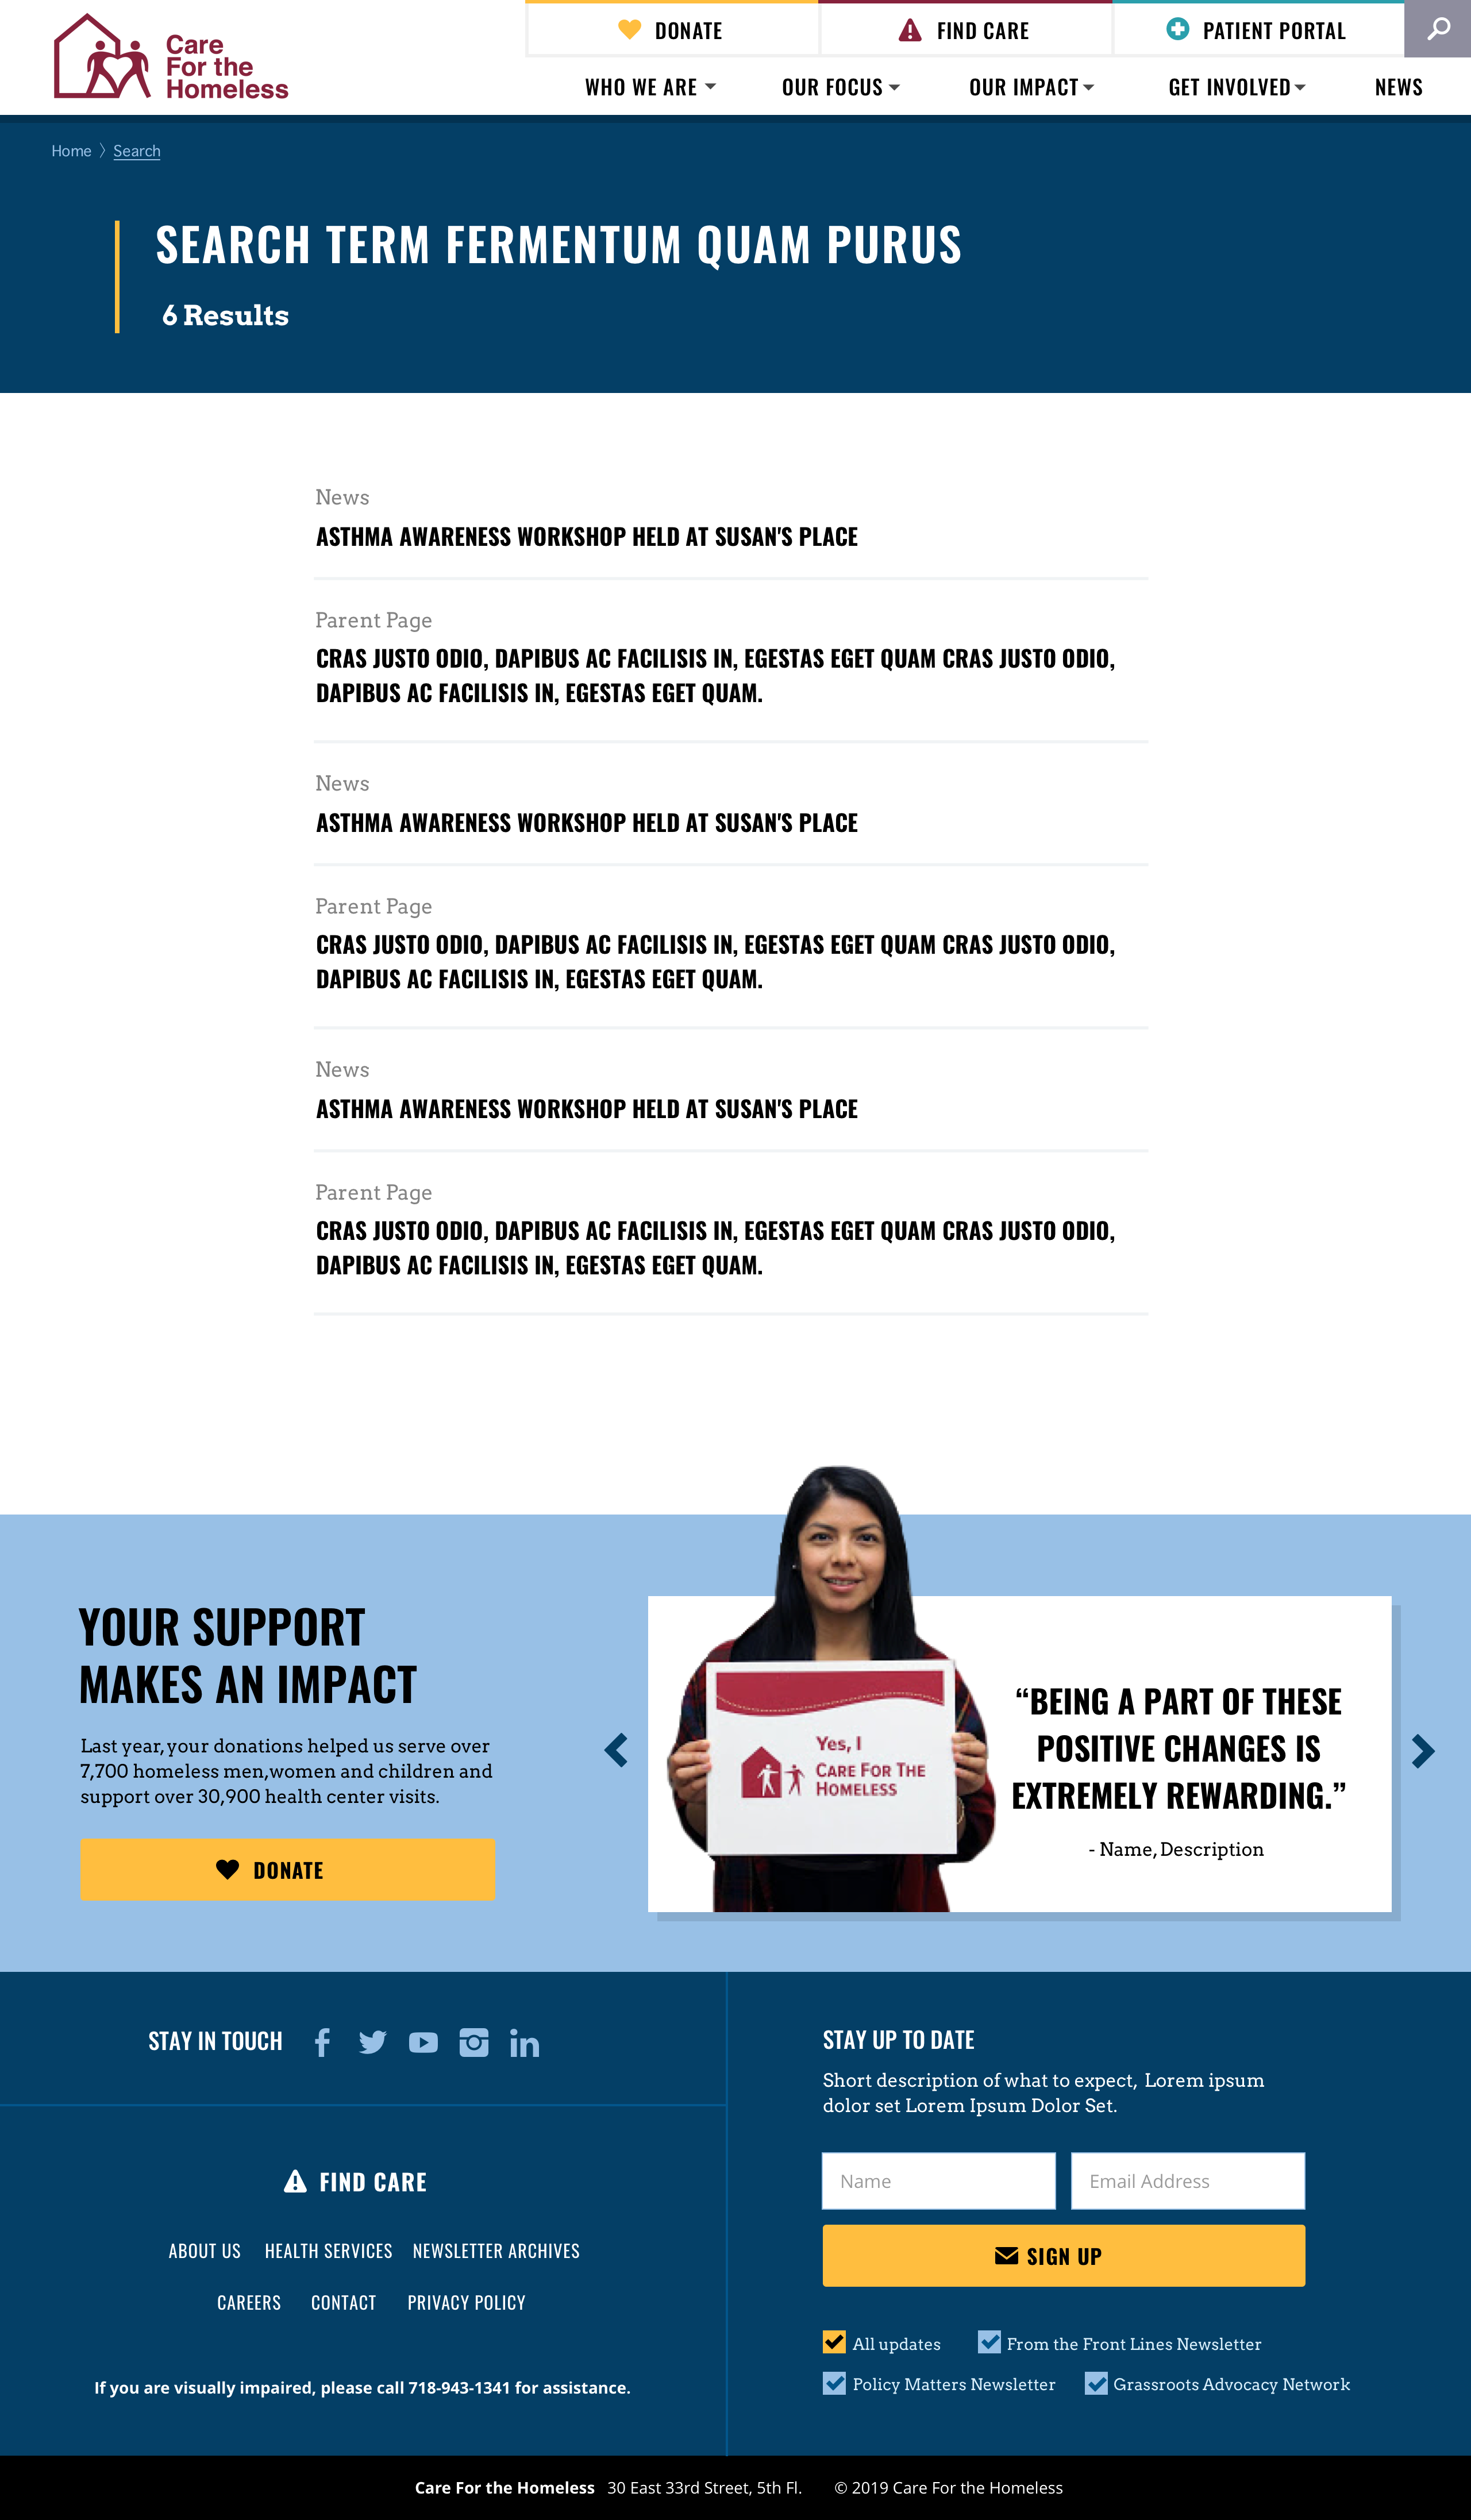 Care
For the
Homeless
DONATE
FIND CARE
PATIENT PORTAL
WHO WE ARE
OUR FOCUS
OUR IMPACT
GET INVOLVED
NEWS
Home
Search
SEARCH TERM FERMENTUM QUAM PURUS
6 Results
News
ASTHMA AWARENESS WORKSHOP HELD AT SUSAN'S PLACE
Parent Page
CRAS JUSTO ODIO, DAPIBUS AC FACILISIS IN, EGESTAS EGET QUAM CRAS JUSTO ODIO,
DAPIBUS AC FACILISIS IN, EGESTAS EGET QUAM.
News
ASTHMA AWARENESS WORKSHOP HELD AT SUSAN'S PLACE
Parent Page
CRAS JUSTO ODIO, DAPIBUS AC FACILISIS IN, EGESTAS EGET QUAM CRAS JUSTO ODIO,
DAPIBUS AC FACILISIS IN, EGESTAS EGET QUAM.
News
ASTHMA AWARENESS WORKSHOP HELD AT SUSAN'S PLACE
Parent Page
CRAS JUSTO ODIO, DAPIBUS AC FACILISIS IN, EGESTAS EGET QUAM CRAS JUSTO ODIO,
DAPIBUS AC FACILISIS IN, EGESTAS EGET QUAM.
YOUR SUPPORT
MAKES AN IMPACT
Last year, your donations helped us serve over
7,700 homeless men,women and children and
support over 30,900 health center visits.
DONATE
Yes, I
CARE FOR THE
HOMELESS
“BEING A PART OF THESE
POSITIVE CHANGES IS
EXTREMELY REWARDING.”
- Name, Description
STAY IN TOUCH
FIND CARE
ABOUT US
HEALTH SERVICES
NEWSLETTER ARCHIVES
CAREERS
CONTACT
PRIVACY POLICY
If you are visually impaired, please call 718-943-1341 for assistance.
STAY UP TO DATE
Short description of what to expect, Lorem ipsum
dolor set Lorem Ipsum Dolor Set.
Name
Email Address
SIGN UP
All updates
From the Front Lines Newsletter
Policy Matters Newsletter
Grassroots Advocacy Network
Care For the Homeless 30 East 33rd Street, 5th Fl. © 2019 Care For the Homeless